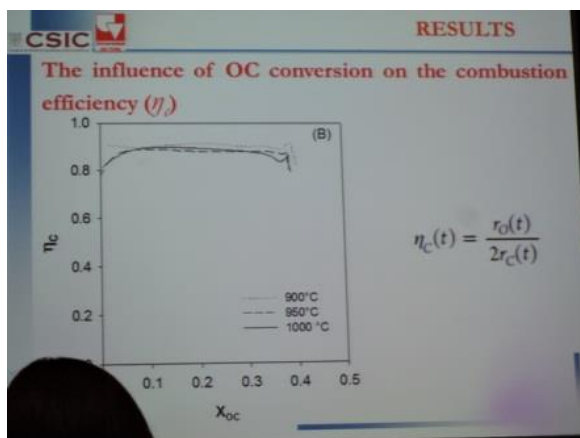 CSIC
RESULTS
The influence of OC conversion on the combustion
efficiency (ηc)
1.0
(B)
0.8
0.6
ηC
0.4
0.2
900°C
950°C
1000 °C
0.1 0.2 0.3 0.4 0.5
XOC
ηC(t) = rO(t) / 2rC(t)